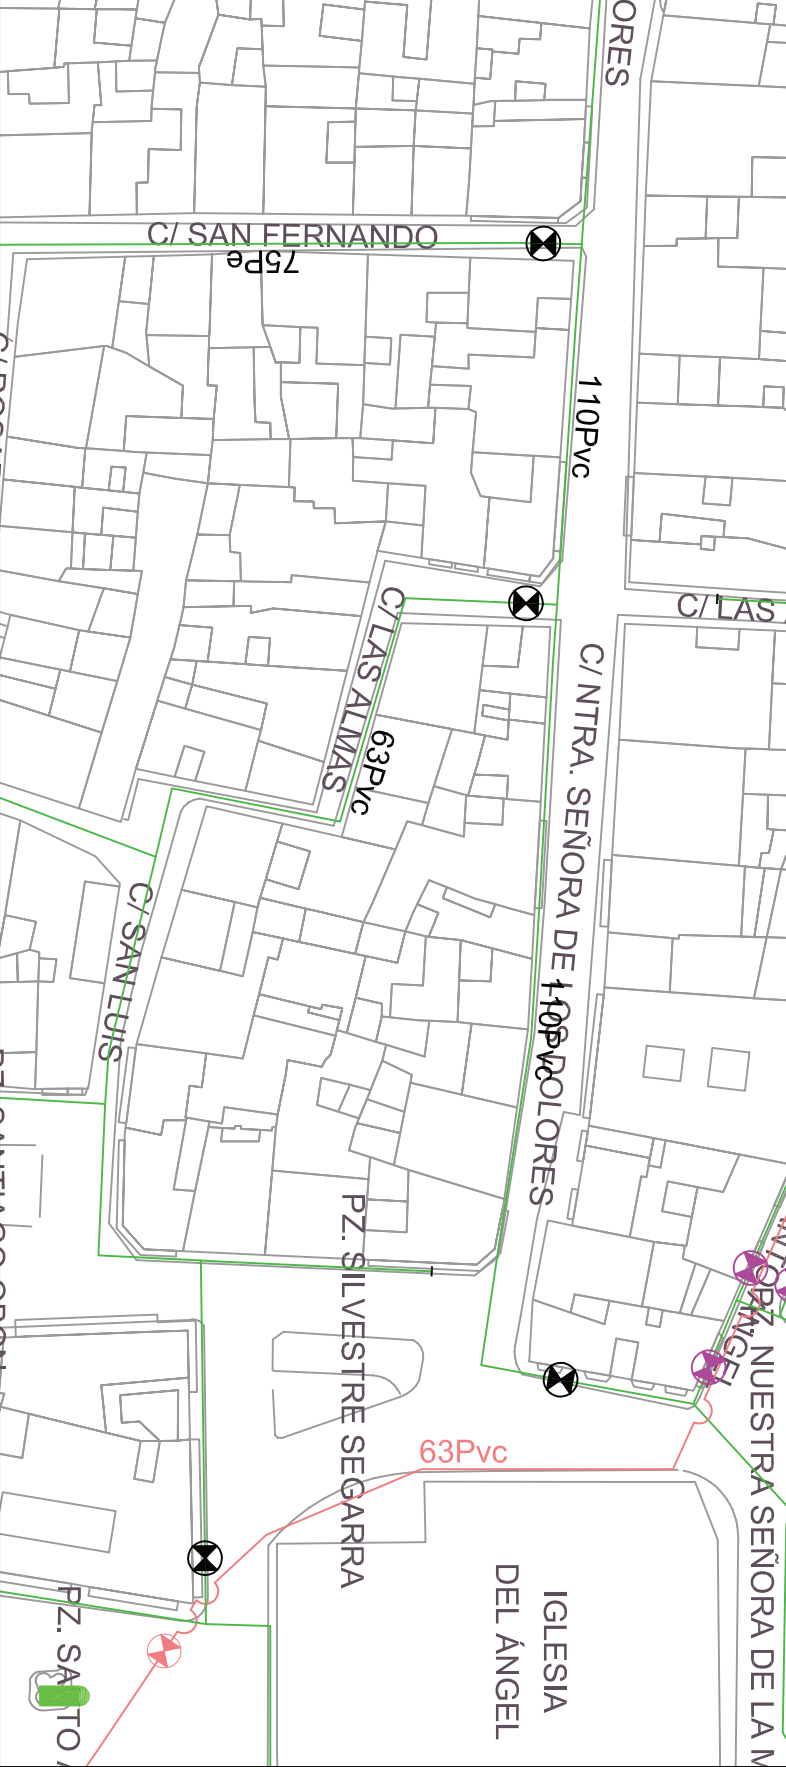 ORES
C/ SAN FERNANDO
75Pe
110Pvc
C/ LAS
C/ LAS ALMAS
63Pvc
C/ NTRA. SEÑORA DE LOS DOLORES
C/ SAN LUIS
110Pvc
PZ. SILVESTRE SEGARRA
63Pvc
PZ. NUESTRA SEÑORA DE LA M
IGLESIA
DEL ÁNGEL